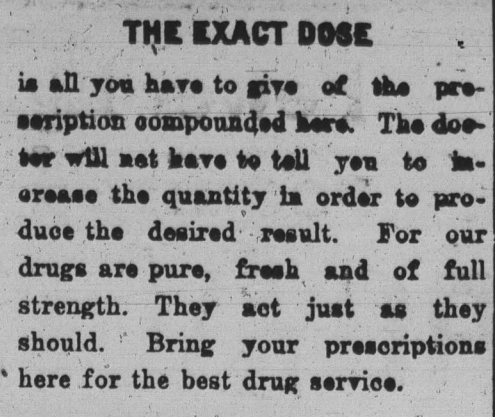 THE EXACT DOSE
is all you have to give of the pre-
scription compounded here. The doc-
tor will not have to tell you to in-
crease the quantity in order to pro-
duce the desired result. For our
drugs are pure, fresh and of full
strength. They act just as they
should. Bring your prescriptions
here for the best drug service.